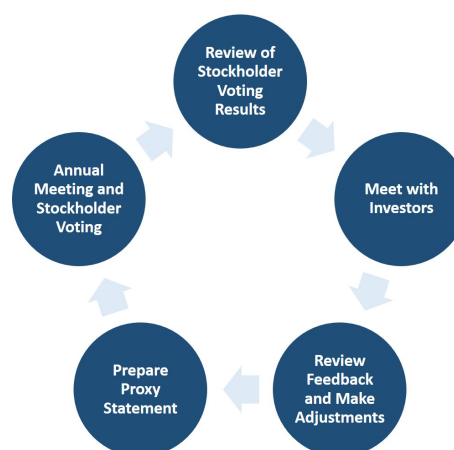 Review of
Stockholder
Voting
Results
Meet with
Investors
Review
Feedback
and Make
Adjustments
Prepare
Proxy
Statement
Annual
Meeting and
Stockholder
Voting